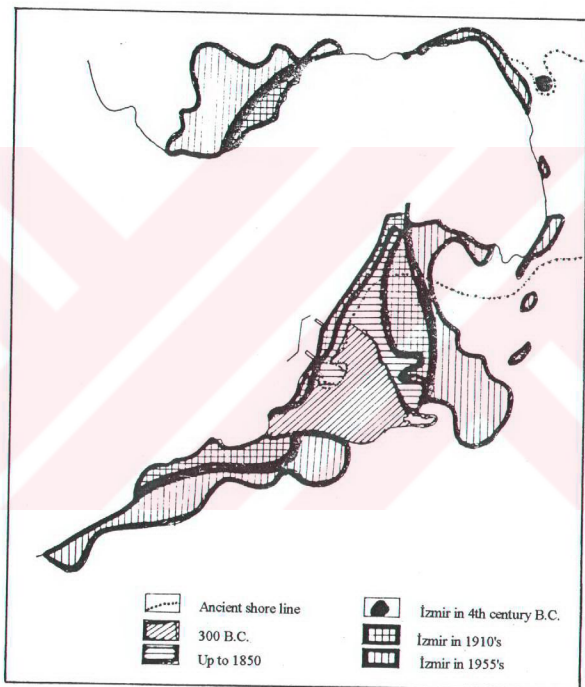 Ancient shore line
300 B.C.
Up to 1850
İzmir in 4th century B.C.
İzmir in 1910's
İzmir in 1955's